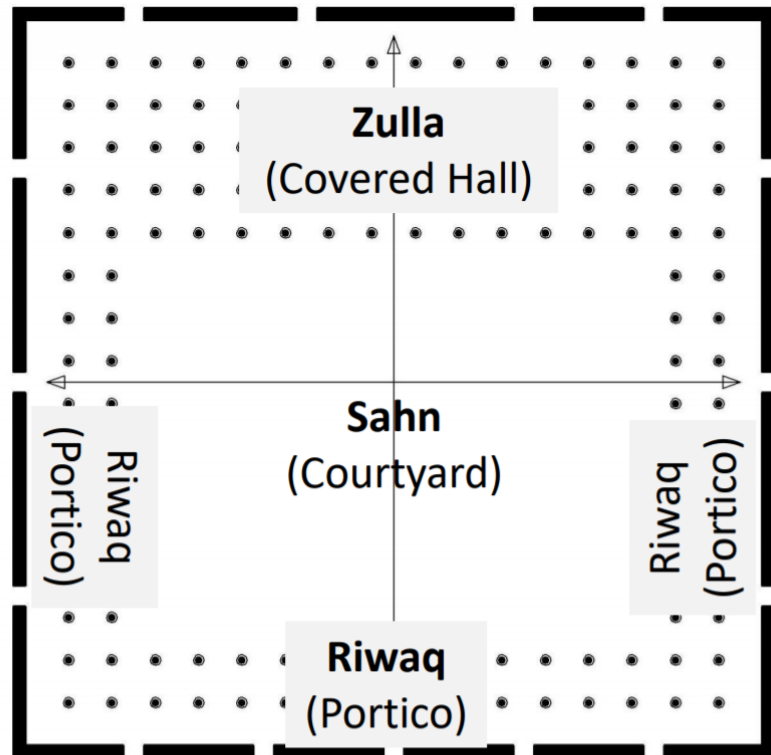 Zulla
(Covered Hall)
Sahn
(Courtyard)
Riwaq
(Portico)
Riwaq
(Portico)
Riwaq
(Portico)